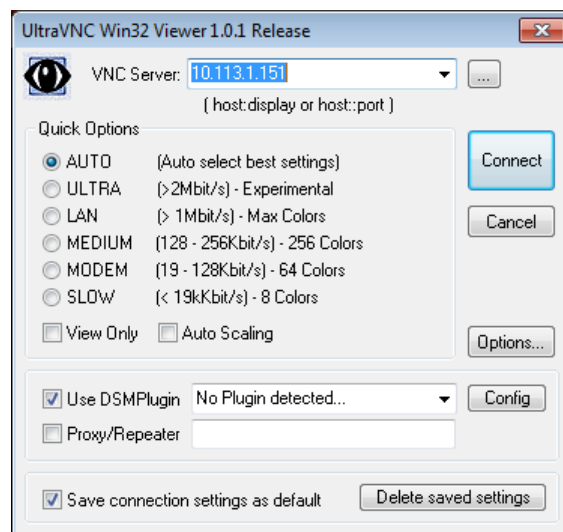 UltraVNC Win32 Viewer 1.0.1 Release
VNC Server: 10.113.1.151 ...
( host:display or host::port )
Quick Options
AUTO (Auto select best settings)
ULTRA (>2Mbit/s) - Experimental
LAN (> 1Mbit/s) - Max Colors
MEDIUM (128 - 256Kbit/s) - 256 Colors
MODEM (19 - 128Kbit/s) - 64 Colors
SLOW (< 19kKbit/s) - 8 Colors
View Only Auto Scaling
Connect
Cancel
Options...
Use DSMPlugin No Plugin detected... Config
Proxy/Repeater
Save connection settings as default Delete saved settings